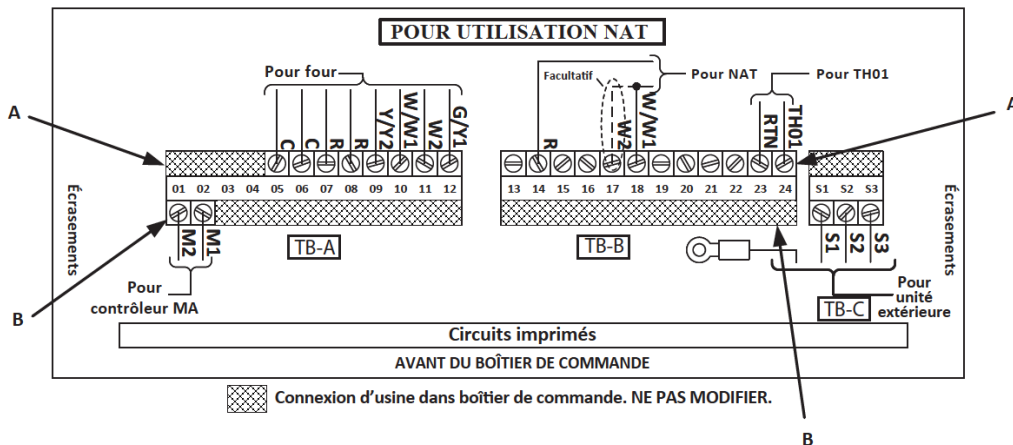 POUR UTILISATION NAT
Pour four
Facultatif
Pour NAT
Pour TH01
A
A
C
C
R
R
Y/Y2
W/W1
W2
G/Y1
R
W2
W/W1
RTN
TH01
01 02 03 04 05 06 07 08 09 10 11 12
13 14 15 16 17 18 19 20 21 22 23 24
S1 S2 S3
Écrasements
Écrasements
M2
M1
TB-A
TB-B
S1
S2
S3
Pour
contrôleur MA
B
Pour
unité
extérieure
TB-C
Circuits imprimés
AVANT DU BOÎTIER DE COMMANDE
Connexion d'usine dans boîtier de commande. NE PAS MODIFIER.
B